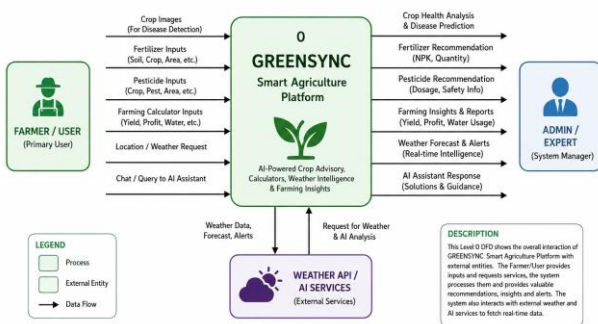 Crop Images
(For Disease Detection)
Fertilizer Inputs
(Soil, Crop, Area, etc.)
Pesticide Inputs
(Crop, Pest, Area, etc.)
Farming Calculator Inputs
(Yield, Profit, Water, etc.)
Location / Weather Request
Chat / Query to AI Assistant
FARMER / USER
(Primary User)
0
GREENSYNC
Smart Agriculture
Platform
AI-Powered Crop Advisory,
Calculators, Weather Intelligence
& Farming Insights
Crop Health Analysis
& Disease Prediction
Fertilizer Recommendation
(NPK, Quantity)
Pesticide Recommendation
(Dosage, Safety Info)
Farming Insights & Reports
(Yield, Profit, Water Usage)
Weather Forecast & Alerts
(Real-time Intelligence)
AI Assistant Response
(Solutions & Guidance)
ADMIN /
EXPERT
(System Manager)
Weather Data,
Forecast, Alerts
Request for Weather
& AI Analysis
WEATHER API /
AI SERVICES
(External Services)
LEGEND
Process
External Entity
Data Flow
DESCRIPTION
This Level 0 DFD shows the overall interaction of
GREENSYNC Smart Agriculture Platform with
external entities. The Farmer/User provides
inputs and requests services, the system
processes them and provides valuable
recommendations, insights and alerts. The
system also interacts with external weather and
AI services to fetch real-time data.